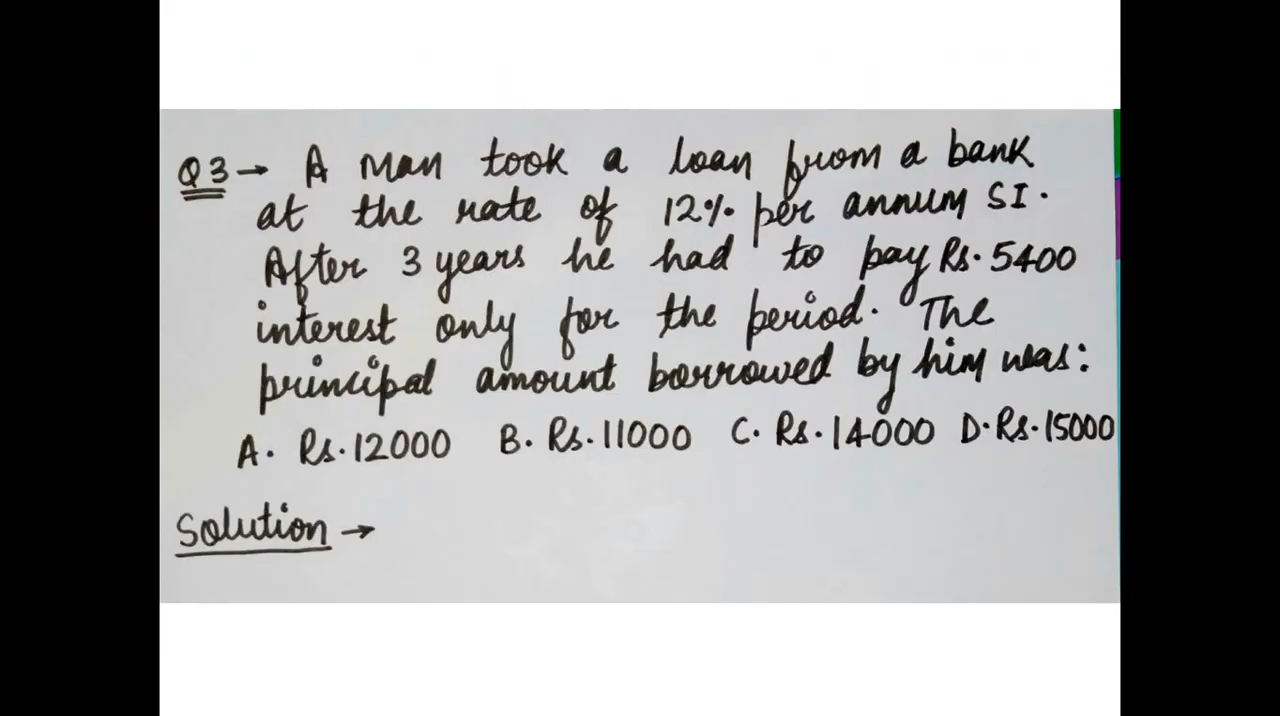 Q3→ A Man took a loan from a bank
at the rate of 12% per annum SI.
After 3 years he had to pay Rs. 5400
interest only for the period. The
principal amount borrowed by him was:
A. Rs. 12000 B. Rs. 11000 C. Rs. 14000 D. Rs. 15000
Solution →